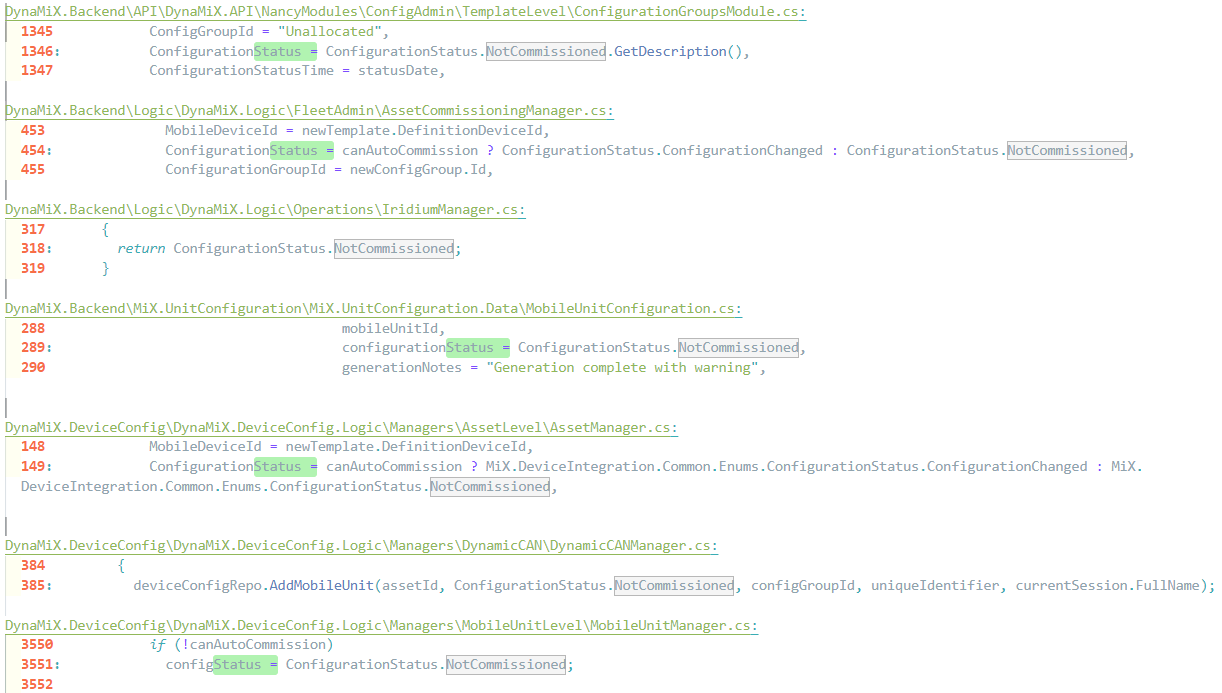 DynaMiX.Backend\API\DynaMiX.API\NancyModules\ConfigAdmin\TemplateLevel\ConfigurationGroupsModule.cs:
1345 ConfigGroupId = "Unallocated",
1346: ConfigurationStatus = ConfigurationStatus.NotCommissioned.GetDescription(),
1347 ConfigurationStatusTime = statusDate,
DynaMiX.Backend\Logic\DynaMiX.Logic\FleetAdmin\AssetCommissioningManager.cs:
453 MobileDeviceId = newTemplate.DefinitionDeviceId,
454: ConfigurationStatus = canAutoCommission ? ConfigurationStatus.ConfigurationChanged : ConfigurationStatus.NotCommissioned,
455 ConfigurationGroupId = newConfigGroup.Id,
DynaMiX.Backend\Logic\DynaMiX.Logic\Operations\IridiumManager.cs:
317 {
318: return ConfigurationStatus.NotCommissioned;
319 }
DynaMiX.Backend\MiX.UnitConfiguration\MiX.UnitConfiguration.Data\MobileUnitConfiguration.cs:
288 mobileUnitId,
289: configurationStatus = ConfigurationStatus.NotCommissioned,
290 generationNotes = "Generation complete with warning",
DynaMiX.DeviceConfig\DynaMiX.DeviceConfig.Logic\Managers\AssetLevel\AssetManager.cs:
148 MobileDeviceId = newTemplate.DefinitionDeviceId,
149: ConfigurationStatus = canAutoCommission ? MiX.DeviceIntegration.Common.Enums.ConfigurationStatus.ConfigurationChanged : MiX.
DeviceIntegration.Common.Enums.ConfigurationStatus.NotCommissioned,
DynaMiX.DeviceConfig\DynaMiX.DeviceConfig.Logic\Managers\DynamicCAN\DynamicCANManager.cs:
384 {
385: deviceConfigRepo.AddMobileUnit(assetId, ConfigurationStatus.NotCommissioned, configGroupId, uniqueIdentifier, currentSession.FullName);
DynaMiX.DeviceConfig\DynaMiX.DeviceConfig.Logic\Managers\MobileUnitLevel\MobileUnitManager.cs:
3550 if (!canAutoCommission)
3551: configStatus = ConfigurationStatus.NotCommissioned;
3552